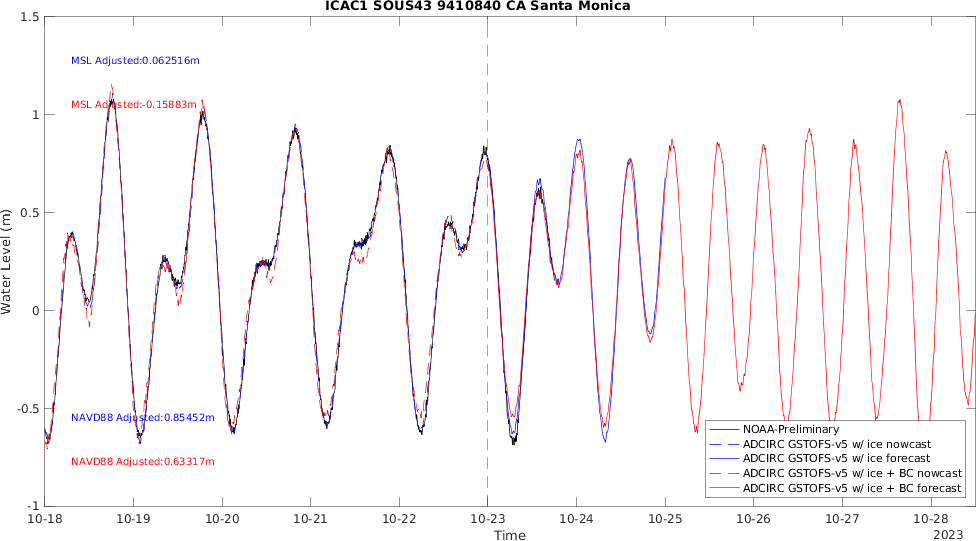 ICAC1 SOUS43 9410840 CA Santa Monica
1.5
MSL Adjusted:0.062516m
MSL Adjusted:-0.15883m
1
0.5
Water Level (m)
0
-0.5
NAVD88 Adjusted:0.85452m
NAVD88 Adjusted:0.63317m
-1
NOAA-Preliminary
ADCIRC GSTOFS-v5 w/ ice nowcast
ADCIRC GSTOFS-v5 w/ ice forecast
ADCIRC GSTOFS-v5 w/ ice + BC nowcast
ADCIRC GSTOFS-v5 w/ ice + BC forecast
10-18 10-19 10-20 10-21 10-22 10-23 10-24 10-25 10-26 10-27 10-28
Time
2023